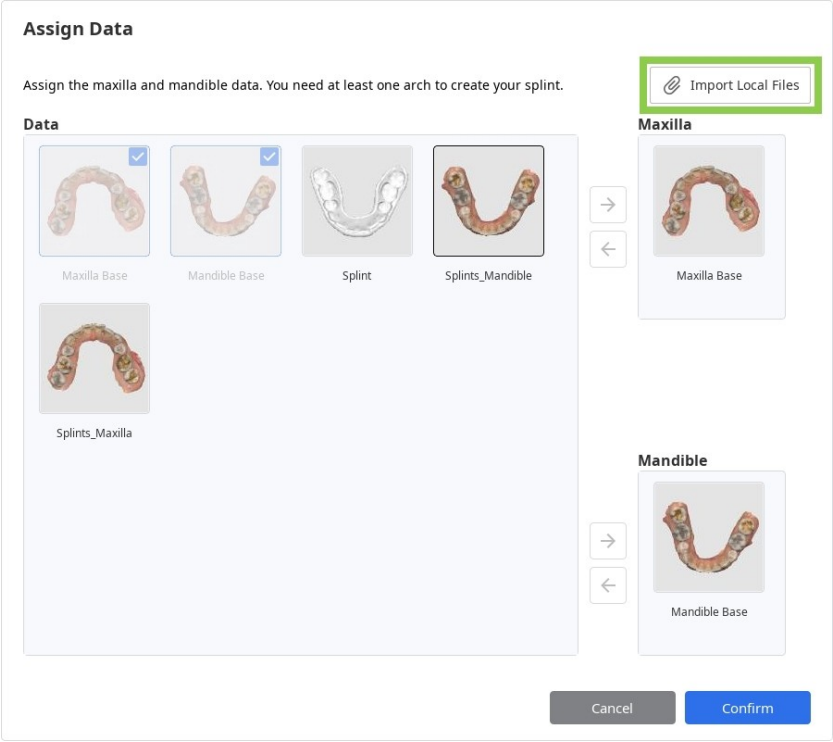 Assign Data
Assign the maxilla and mandible data. You need at least one arch to create your splint.
Import Local Files
Data
Maxilla
Maxilla Base
Mandible Base
Splint
Splints_Mandible
Maxilla Base
Splints_Maxilla
Mandible
Mandible Base
Cancel
Confirm